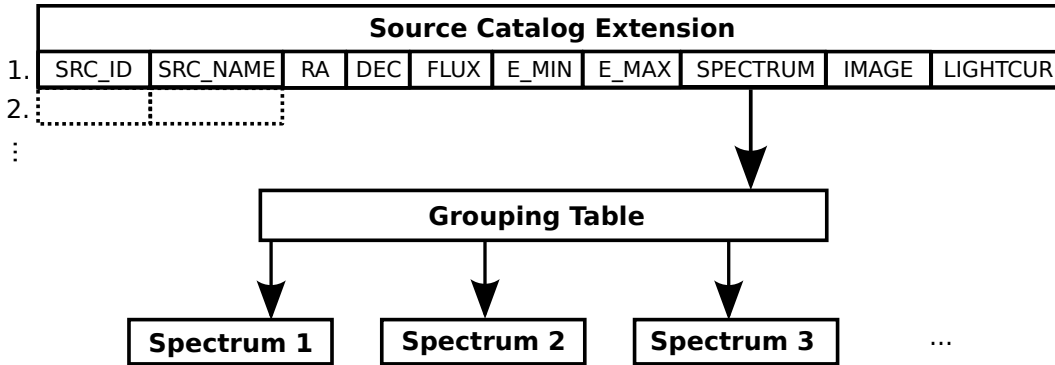 Source Catalog Extension
1. SRC_ID SRC_NAME RA DEC FLUX E_MIN E_MAX SPECTRUM IMAGE LIGHTCUR
2.
⋮
Grouping Table
Spectrum 1 Spectrum 2 Spectrum 3 ...